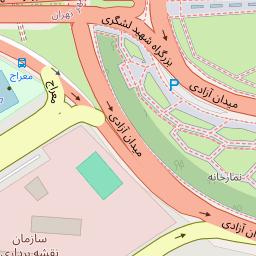 تهران
بزرگراه شهید لشگری
معراج
معراج
میدان آزادی
میدان آزادی
نمازخانه
میدان آزادی
سازمان
نقشه برداری